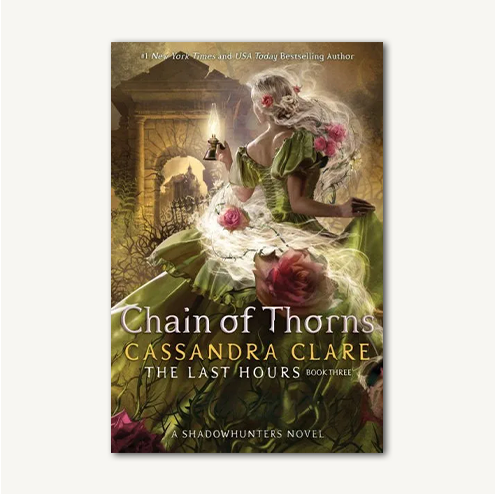 #1 New York Times and USA Today Bestselling Author
Chain of Thorns
CASSANDRA CLARE
THE LAST HOURS BOOK THREE
A SHADOWHUNTERS NOVEL